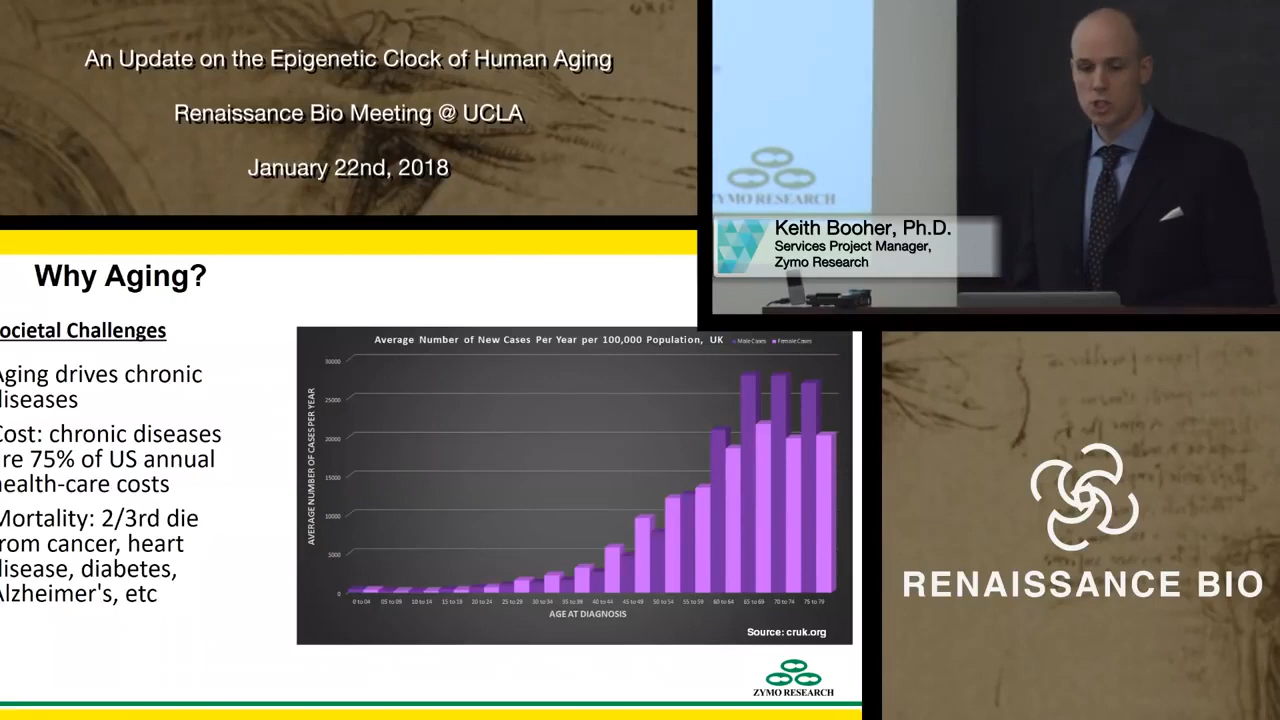 An Update on the Epigenetic Clock of Human Aging
Renaissance Bio Meeting @ UCLA
January 22nd, 2018
ZYMO RESEARCH
Keith Booher, Ph.D.
Services Project Manager,
Zymo Research
Why Aging?
ocietal Challenges
Aging drives chronic
diseases
Cost: chronic diseases
re 75% of US annual
health-care costs
Mortality: 2/3rd die
rom cancer, heart
disease, diabetes,
Alzheimer's, etc
Average Number of New Cases Per Year per 100,000 Population, UK
Male Cases Female Cases
AVERAGE NUMBER OF CASES PER YEAR
30000
25000
20000
15000
10000
5000
0
0 to 04 05 to 09 10 to 14 15 to 19 20 to 24 25 to 29 30 to 34 35 to 39 40 to 44 45 to 49 50 to 54 55 to 59 60 to 64 65 to 69 70 to 74 75 to 79
AGE AT DIAGNOSIS
Source: cruk.org
ZYMO RESEARCH
RENAISSANCE BIO